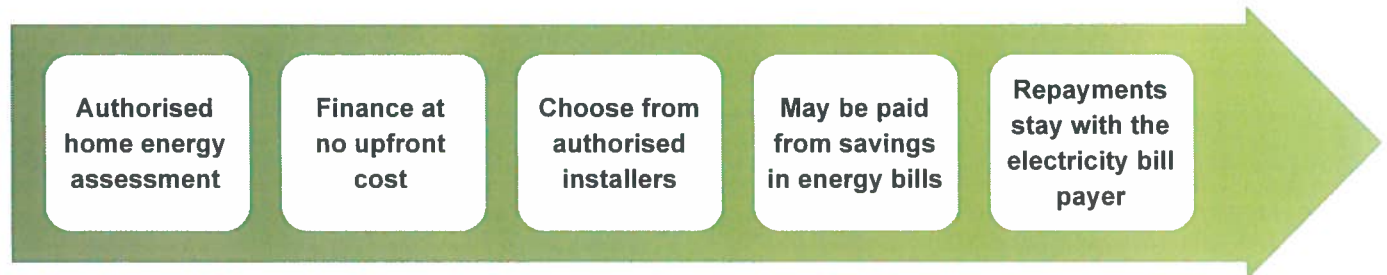 Authorised
home energy
assessment
Finance at
no upfront
cost
Choose from
authorised
installers
May be paid
from savings
in energy bills
Repayments
stay with the
electricity bill
payer